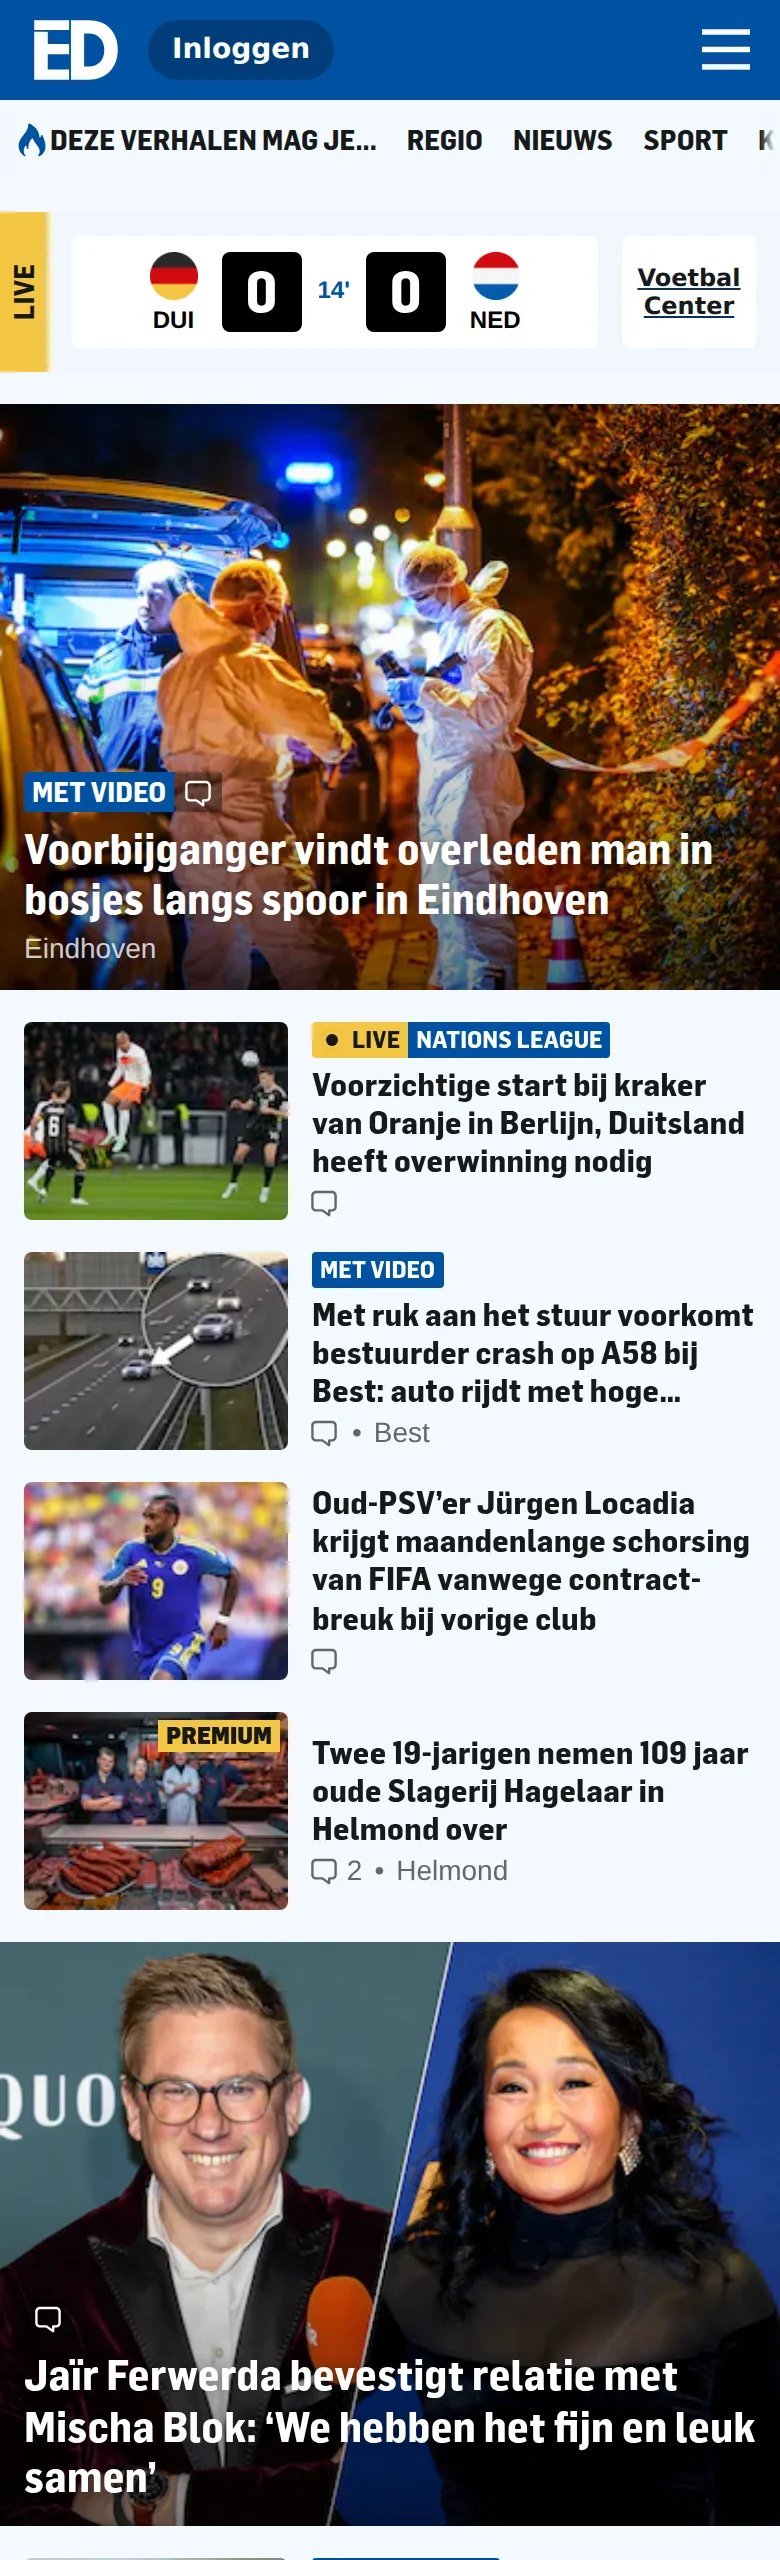 ED
Inloggen
DEZE VERHALEN MAG JE...
REGIO
NIEUWS
SPORT
K
LIVE
DUI
0
14'
0
NED
Voetbal
Center
MET VIDEO
Voorbijganger vindt overleden man in
bosjes langs spoor in Eindhoven
Eindhoven
6
LIVE NATIONS LEAGUE
Voorzichtige start bij kraker
van Oranje in Berlijn, Duitsland
heeft overwinning nodig
MET VIDEO
Met ruk aan het stuur voorkomt
bestuurder crash op A58 bij
Best: auto rijdt met hoge...
• Best
9
Oud-PSV’er Jürgen Locadia
krijgt maandenlange schorsing
van FIFA vanwege contract-
breuk bij vorige club
PREMIUM
Twee 19-jarigen nemen 109 jaar
oude Slagerij Hagelaar in
Helmond over
2 • Helmond
QUO
Jaïr Ferwerda bevestigt relatie met
Mischa Blok: ‘We hebben het fijn en leuk
samen’